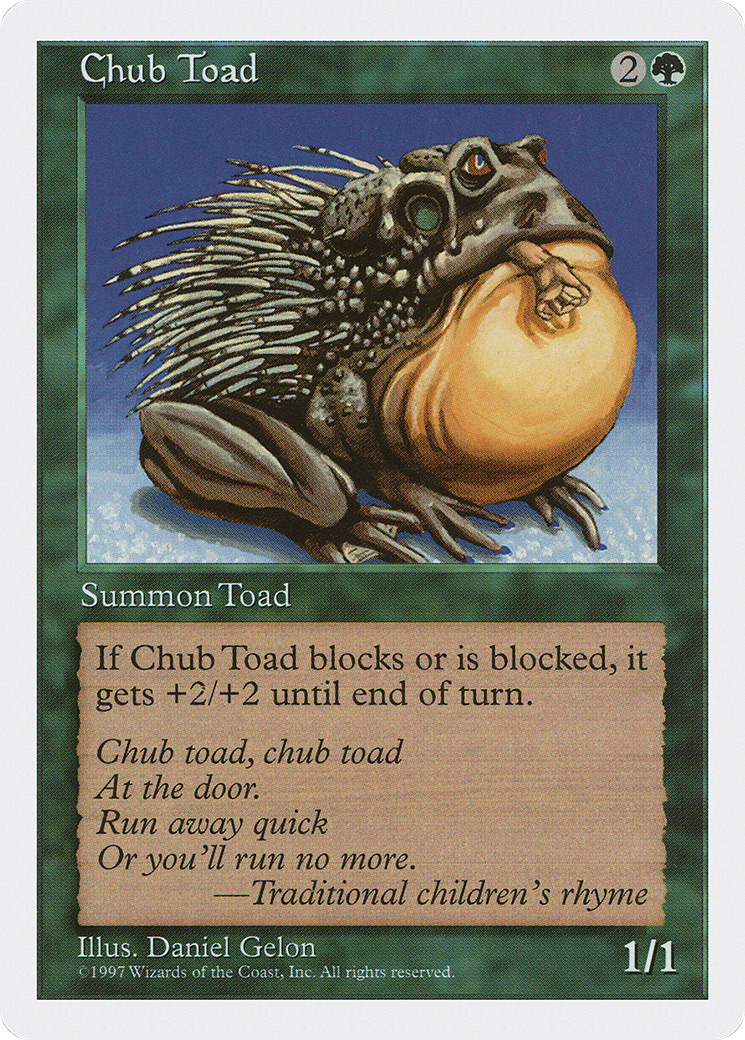 Chub Toad 2
Summon Toad
If Chub Toad blocks or is blocked, it
gets +2/+2 until end of turn.
Chub toad, chub toad
At the door.
Run away quick
Or you'll run no more.
—Traditional children's rhyme
Illus. Daniel Gelon
©1997 Wizards of the Coast, Inc. All rights reserved.
1/1